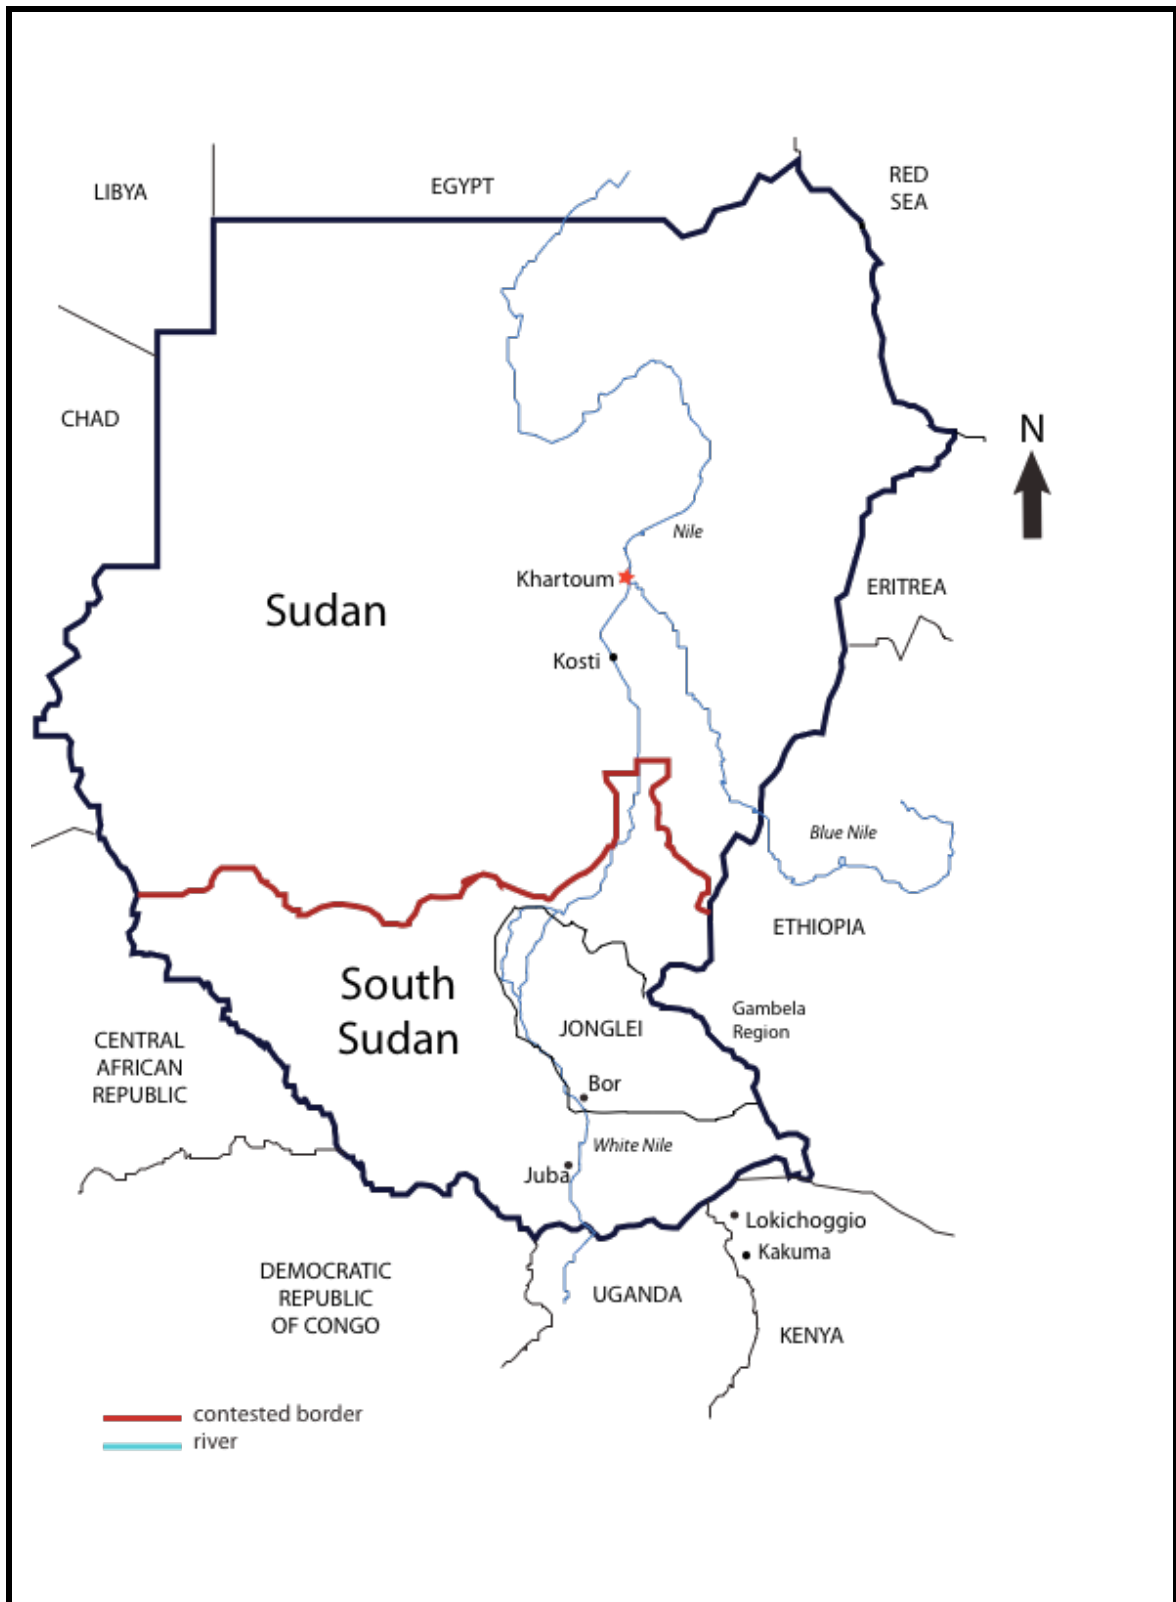 LIBYA
EGYPT
RED
SEA
CHAD
N
Nile
Khartoum
ERITREA
Sudan
Kosti
Blue Nile
ETHIOPIA
South
Sudan
Gambela
Region
JONGLEI
CENTRAL
AFRICAN
REPUBLIC
Bor
White Nile
Juba
Lokichoggio
Kakuma
DEMOCRATIC
REPUBLIC
OF CONGO
UGANDA
KENYA
contested border
river